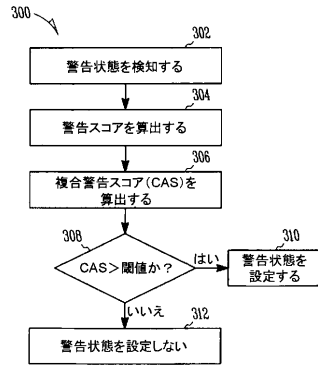 300
302
警告状態を検知する
304
警告スコアを算出する
306
複合警告スコア(CAS)を
算出する
308
CAS>閾値か?
はい
310
警告状態を
設定する
いいえ
312
警告状態を設定しない